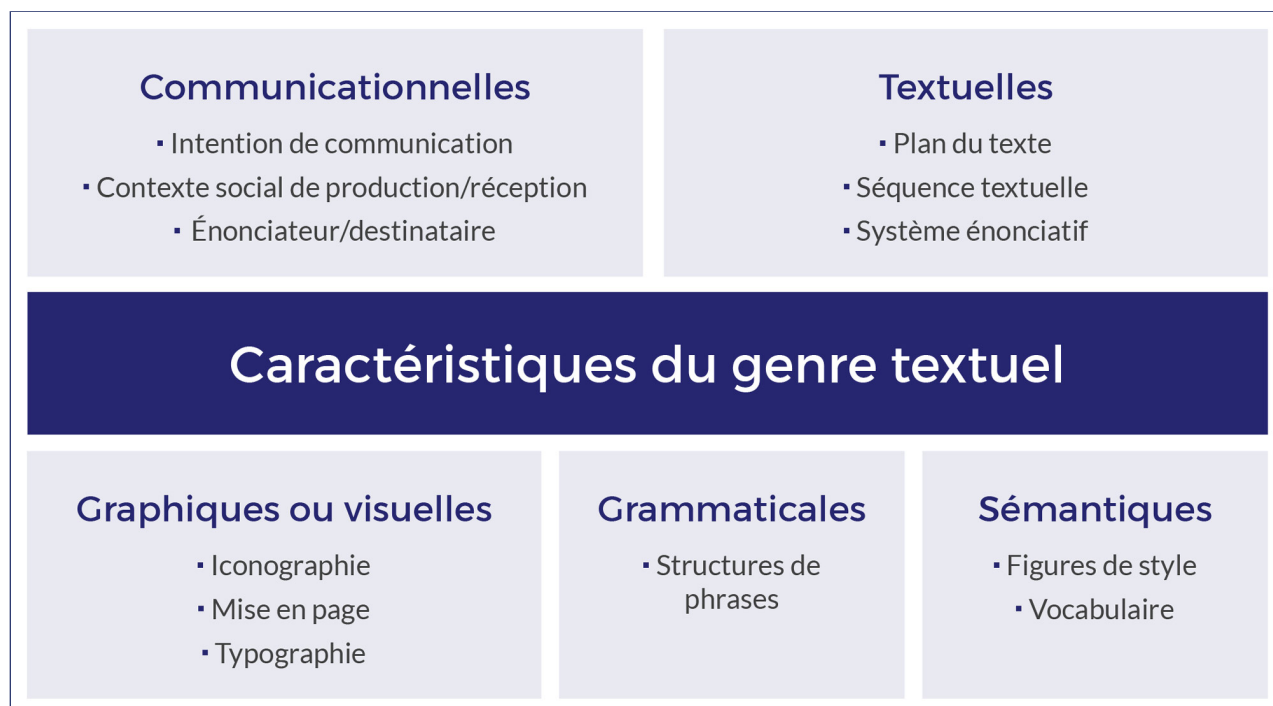 Communicationnelles
▪ Intention de communication
▪ Contexte social de production/réception
▪ Énonciateur/destinataire
Textuelles
▪ Plan du texte
▪ Séquence textuelle
▪ Système énonciatif
Caractéristiques du genre textuel
Graphiques ou visuelles
▪ Iconographie
▪ Mise en page
▪ Typographie
Grammaticales
▪ Structures de
phrases
Sémantiques
▪ Figures de style
▪ Vocabulaire